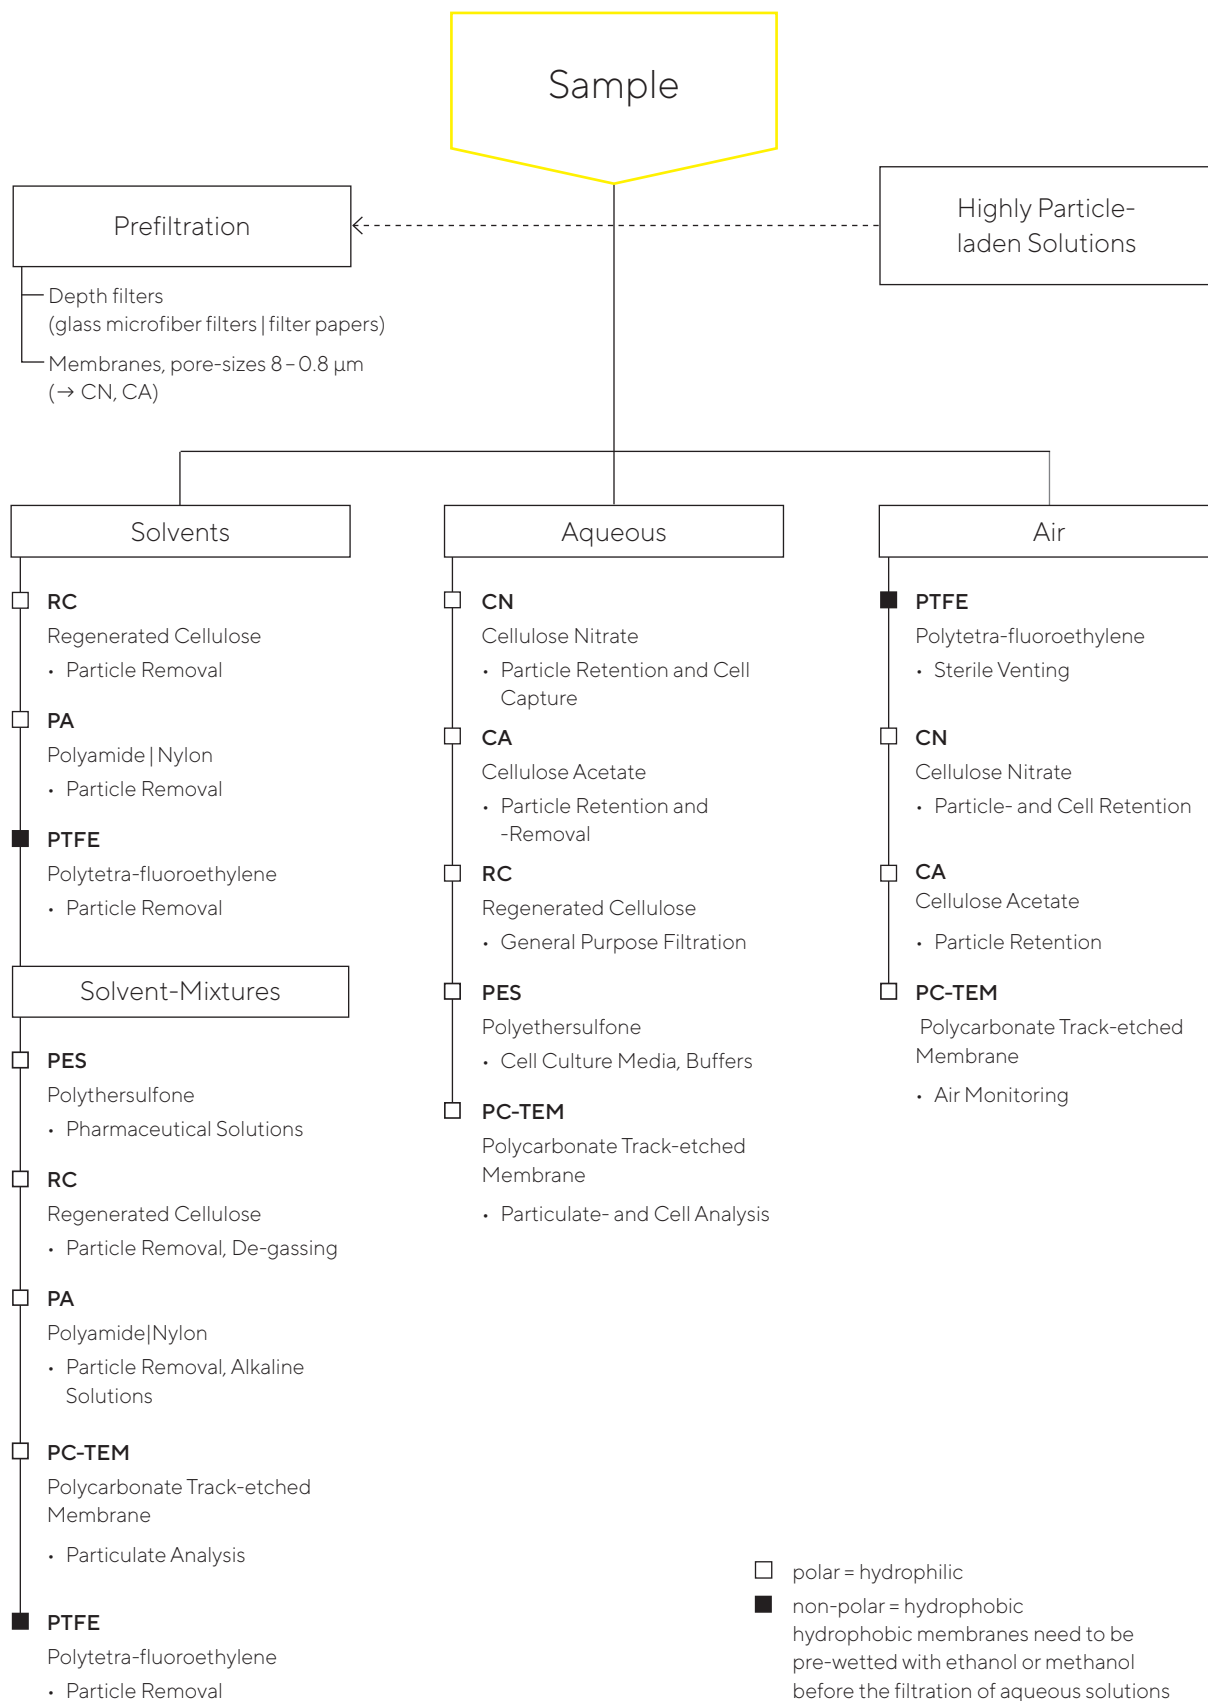 Sample
Prefiltration
Depth filters
(glass microfiber filters | filter papers)
Membranes, pore-sizes 8 – 0.8 µm
(→ CN, CA)
Highly Particle-
laden Solutions
Solvents
RC
Regenerated Cellulose
• Particle Removal
PA
Polyamide | Nylon
• Particle Removal
PTFE
Polytetra-fluoroethylene
• Particle Removal
Solvent-Mixtures
PES
Polythersulfone
• Pharmaceutical Solutions
RC
Regenerated Cellulose
• Particle Removal, De-gassing
PA
Polyamide|Nylon
• Particle Removal, Alkaline
Solutions
PC-TEM
Polycarbonate Track-etched
Membrane
• Particulate Analysis
PTFE
Polytetra-fluoroethylene
• Particle Removal
Aqueous
CN
Cellulose Nitrate
• Particle Retention and Cell
Capture
CA
Cellulose Acetate
• Particle Retention and
-Removal
RC
Regenerated Cellulose
• General Purpose Filtration
PES
Polyethersulfone
• Cell Culture Media, Buffers
PC-TEM
Polycarbonate Track-etched
Membrane
• Particulate- and Cell Analysis
Air
PTFE
Polytetra-fluoroethylene
• Sterile Venting
CN
Cellulose Nitrate
• Particle- and Cell Retention
CA
Cellulose Acetate
• Particle Retention
PC-TEM
Polycarbonate Track-etched
Membrane
• Air Monitoring
polar = hydrophilic
non-polar = hydrophobic
hydrophobic membranes need to be
pre-wetted with ethanol or methanol
before the filtration of aqueous solutions